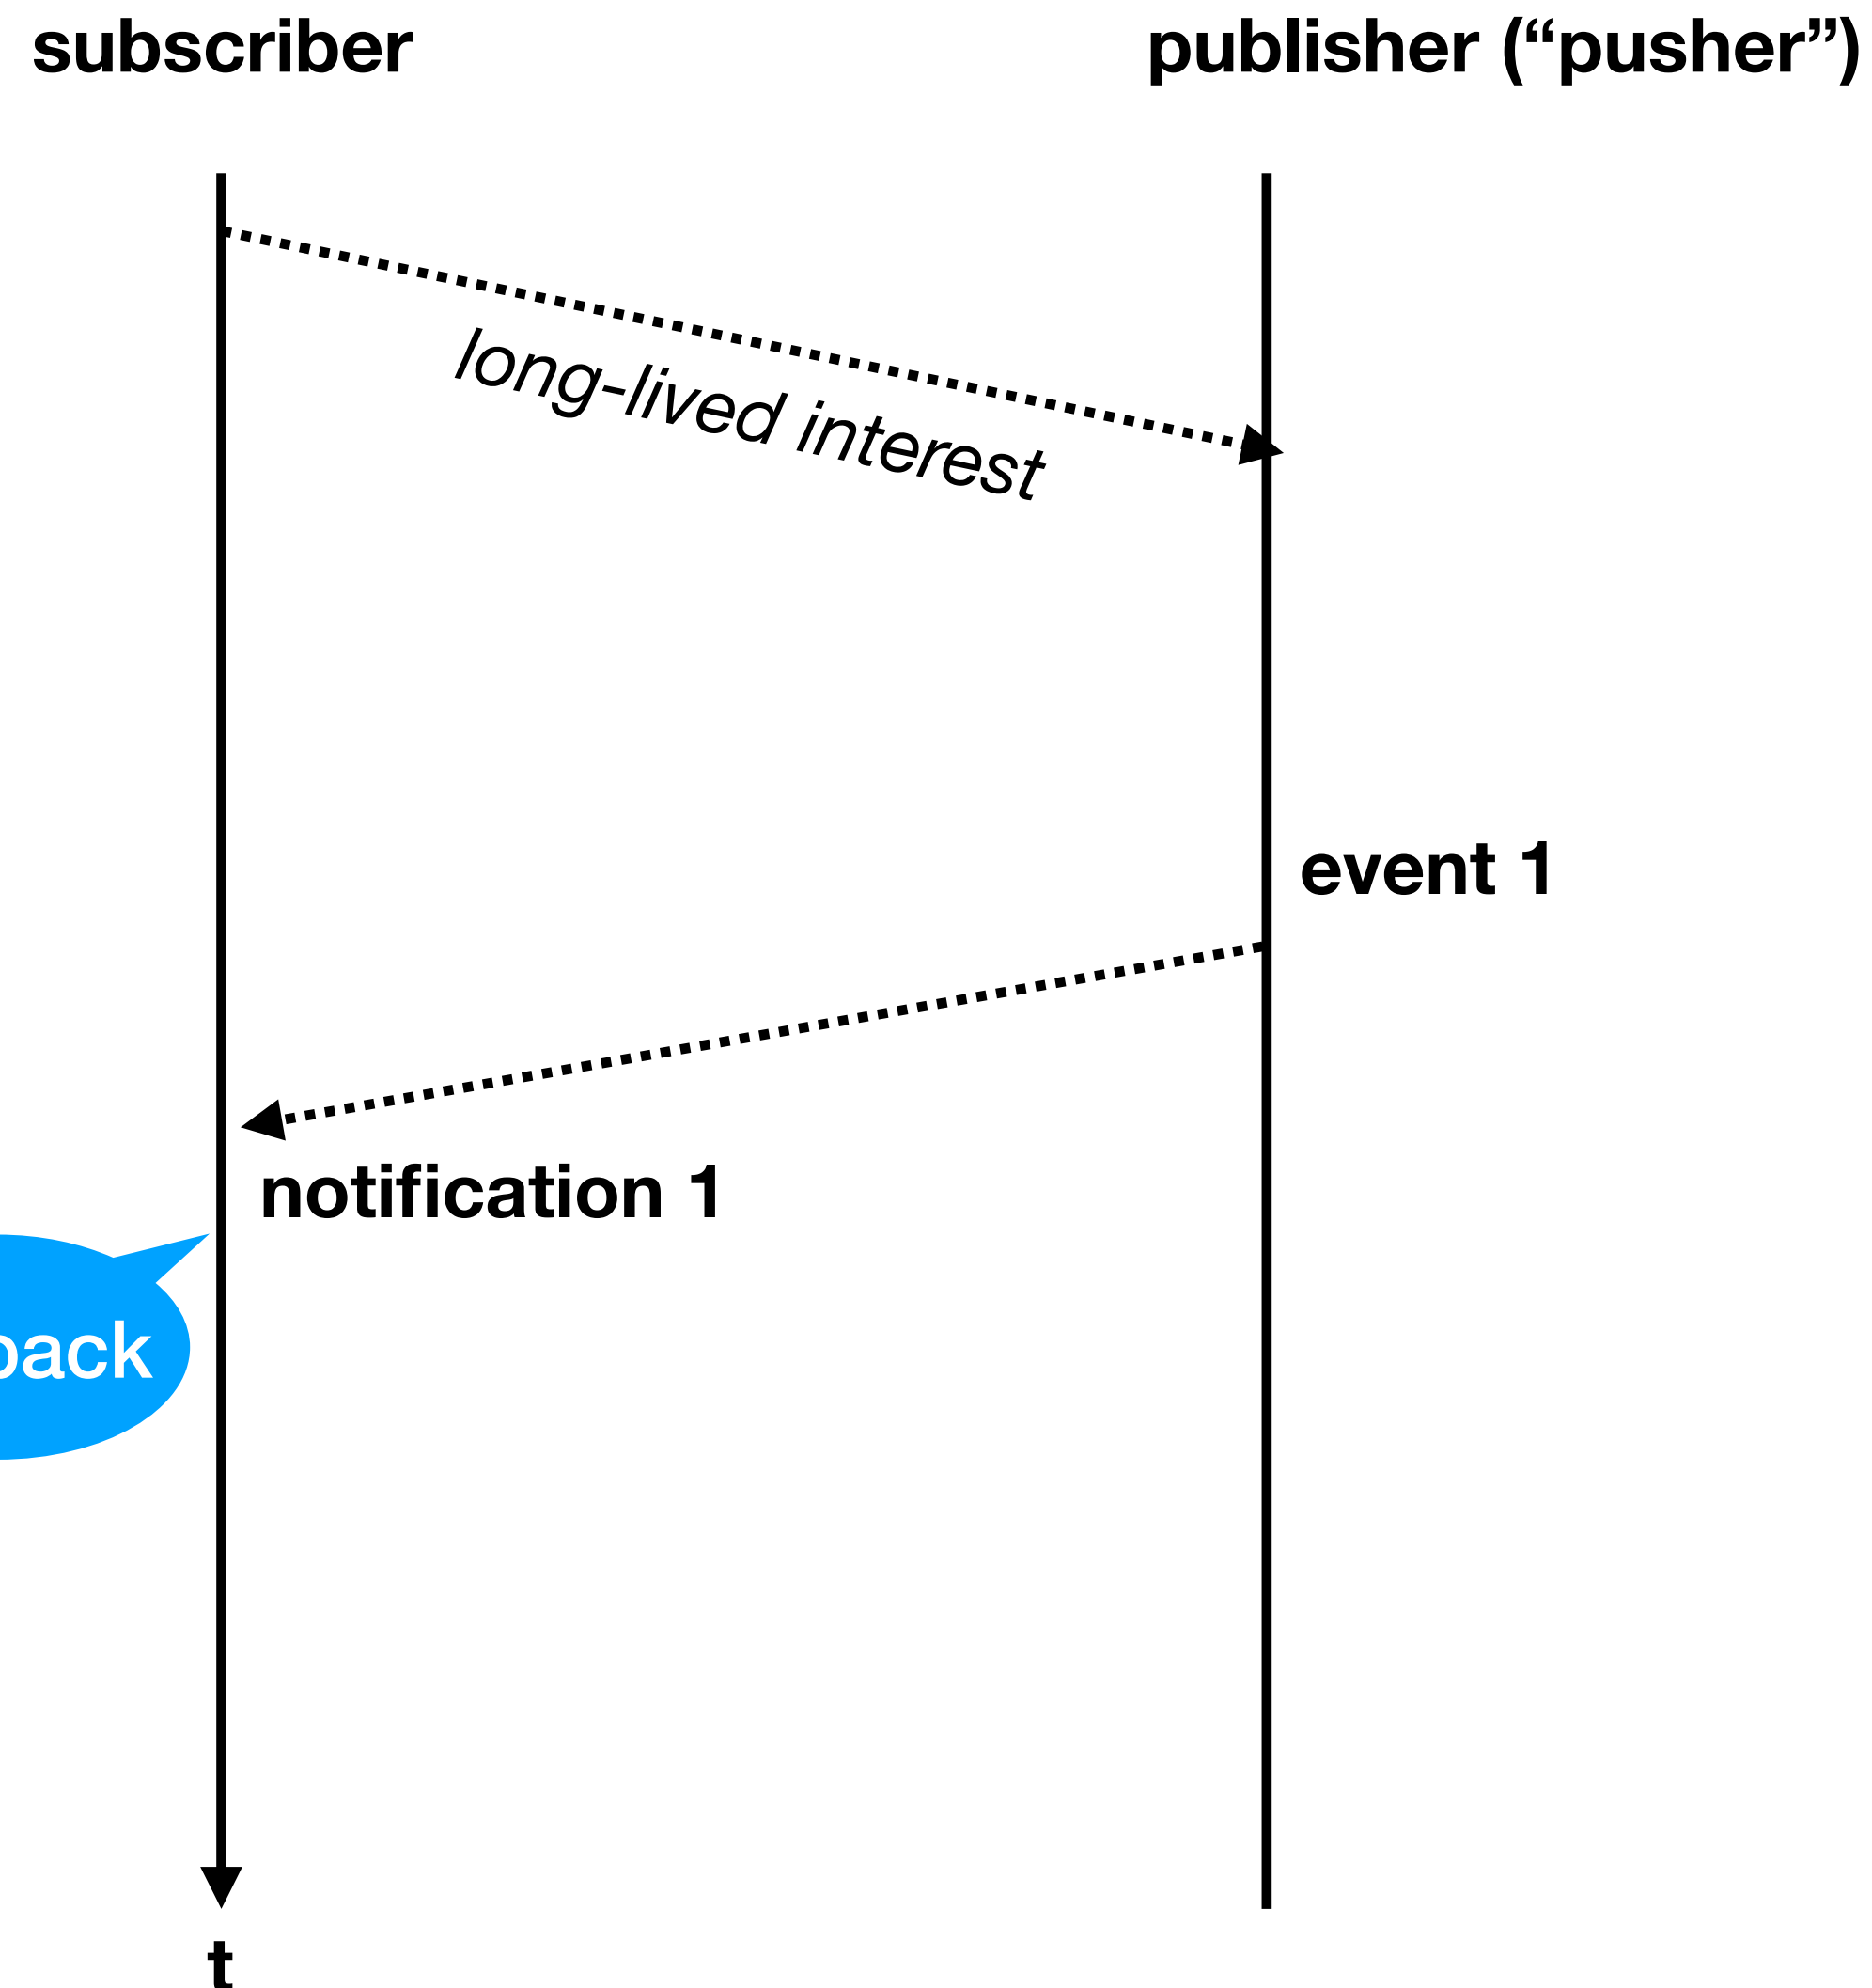 subscriber
publisher (“pusher”)
long-lived interest
event 1
notification 1
t